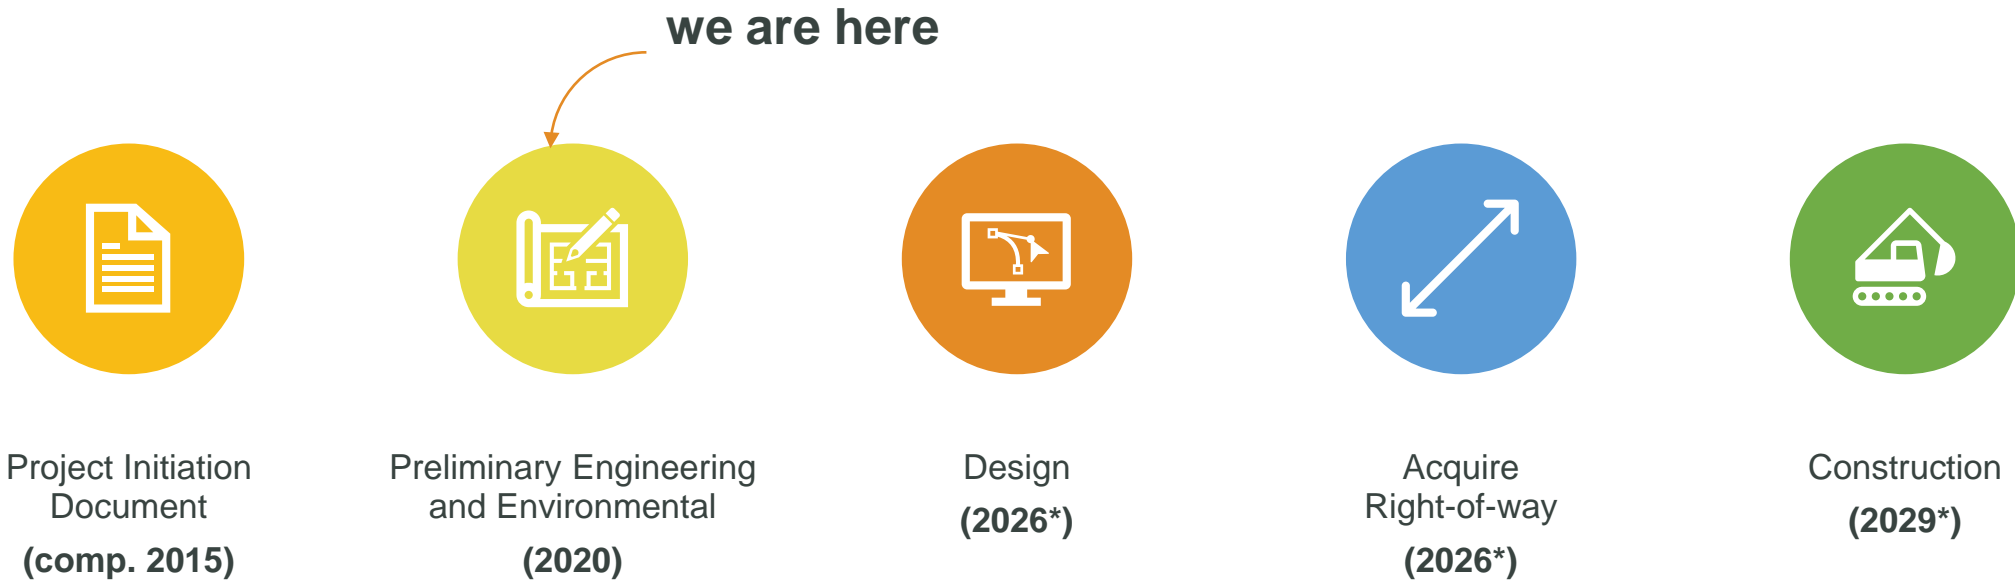 we are here
Project Initiation
Document
(comp. 2015)
Preliminary Engineering
and Environmental
(2020)
Design
(2026*)
Acquire
Right-of-way
(2026*)
Construction
(2029*)